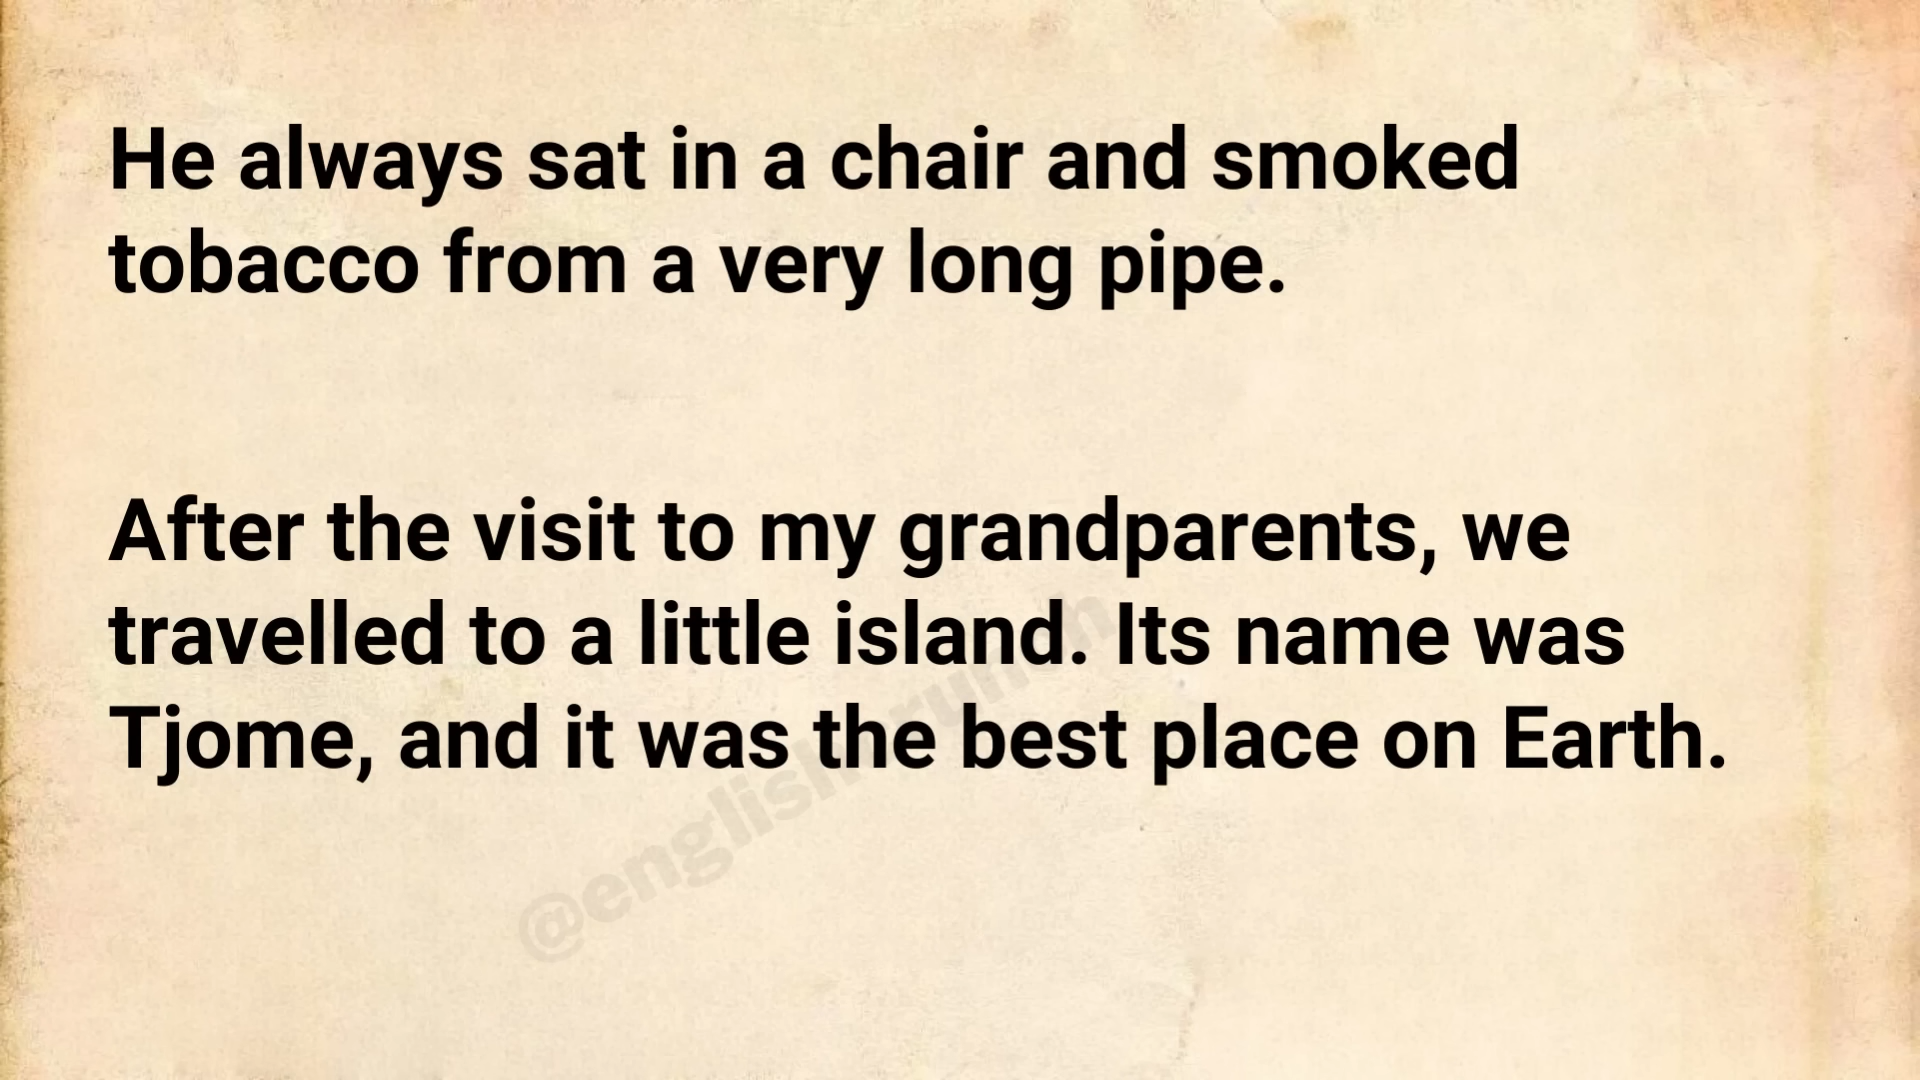 He always sat in a chair and smoked
tobacco from a very long pipe.
After the visit to my grandparents, we
travelled to a little island. Its name was
Tjome, and it was the best place on Earth.